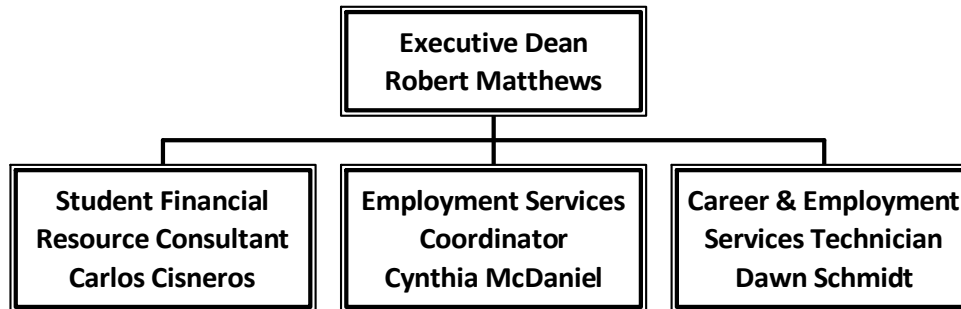 Executive Dean
Robert Matthews
Student Financial
Resource Consultant
Carlos Cisneros
Employment Services
Coordinator
Cynthia McDaniel
Career & Employment
Services Technician
Dawn Schmidt